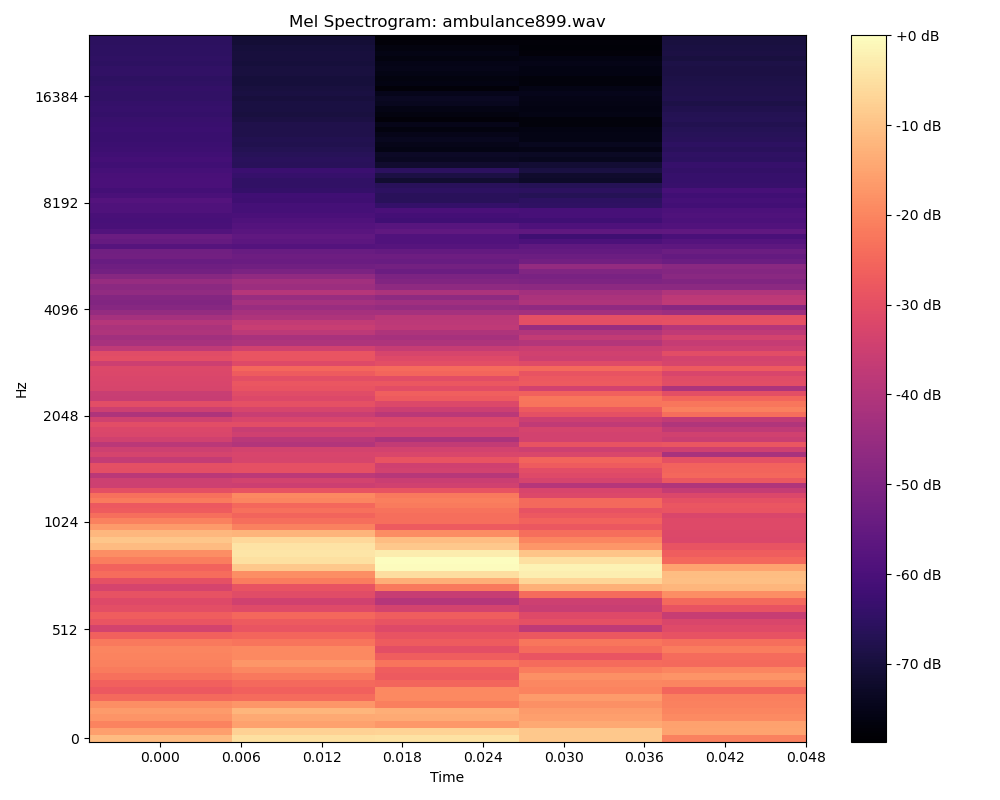 Mel Spectrogram: ambulance899.wav
+0 dB
16384
-10 dB
8192
-20 dB
4096
-30 dB
Hz
2048
-40 dB
1024
-50 dB
512
-60 dB
0
-70 dB
0.000 0.006 0.012 0.018 0.024 0.030 0.036 0.042 0.048
Time